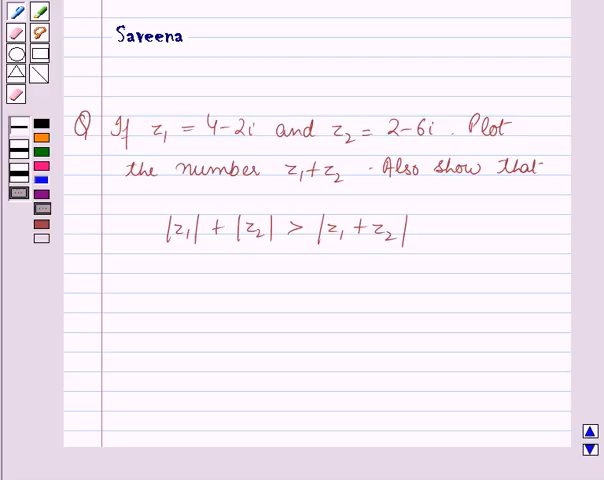 Saveena
Q If z₁ = 4-2i and z₂ = 2-6i. Plot
the number z₁+z₂. Also show that
|z₁| + |z₂| > |z₁ + z₂|